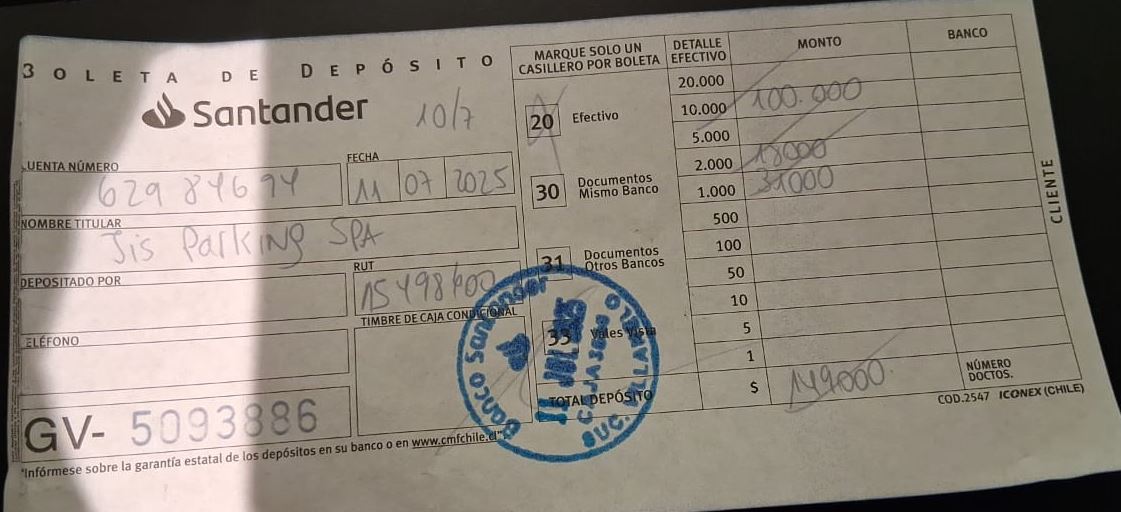 BOLETA DE DEPÓSITO
Santander
10/7
CUENTA NÚMERO
629 84694
FECHA
11 07 2025
NOMBRE TITULAR
Jis Parking SPA
DEPOSITADO POR
RUT
TELÉFONO
TIMBRE DE CAJA CONDICIONAL
GV- 5093886
"Infórmese sobre la garantía estatal de los depósitos en su banco o en www.cmfchile.cl"
MARQUE SOLO UN
CASILLERO POR BOLETA
20 Efectivo
30 Documentos
Mismo Banco
31 Documentos
Otros Bancos
33 Vales Vista
TOTAL DEPÓSITO
DETALLE
EFECTIVO
MONTO
BANCO
20.000
10.000 100.000
5.000
2.000 18000
1.000 31000
500
100
50
10
5
1
$ 149000
NÚMERO
DOCTOS.
COD.2547 ICONEX (CHILE)
CLIENTE
BANCO Santander
11 JUL 2025
SUC.